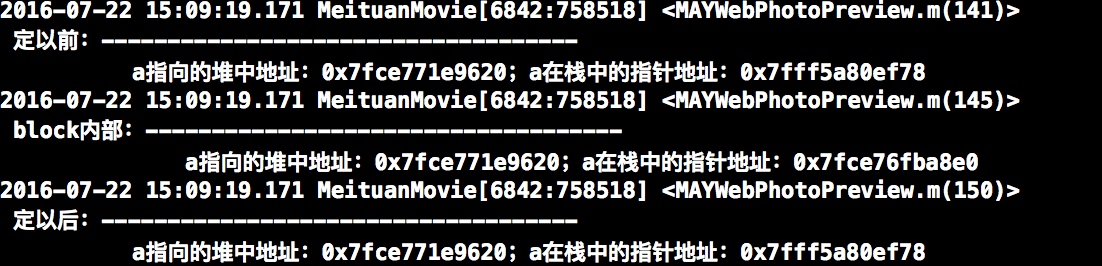 2016-07-22 15:09:19.171 MeituanMovie[6842:758518] <MAYWebPhotoPreview.m(141)>
定以前：------------------------------------
a指向的堆中地址：0x7fce771e9620；a在栈中的指针地址：0x7fff5a80ef78
2016-07-22 15:09:19.171 MeituanMovie[6842:758518] <MAYWebPhotoPreview.m(145)>
block内部：------------------------------------
a指向的堆中地址：0x7fce771e9620；a在栈中的指针地址：0x7fce76fba8e0
2016-07-22 15:09:19.171 MeituanMovie[6842:758518] <MAYWebPhotoPreview.m(150)>
定以后：------------------------------------
a指向的堆中地址：0x7fce771e9620；a在栈中的指针地址：0x7fff5a80ef78